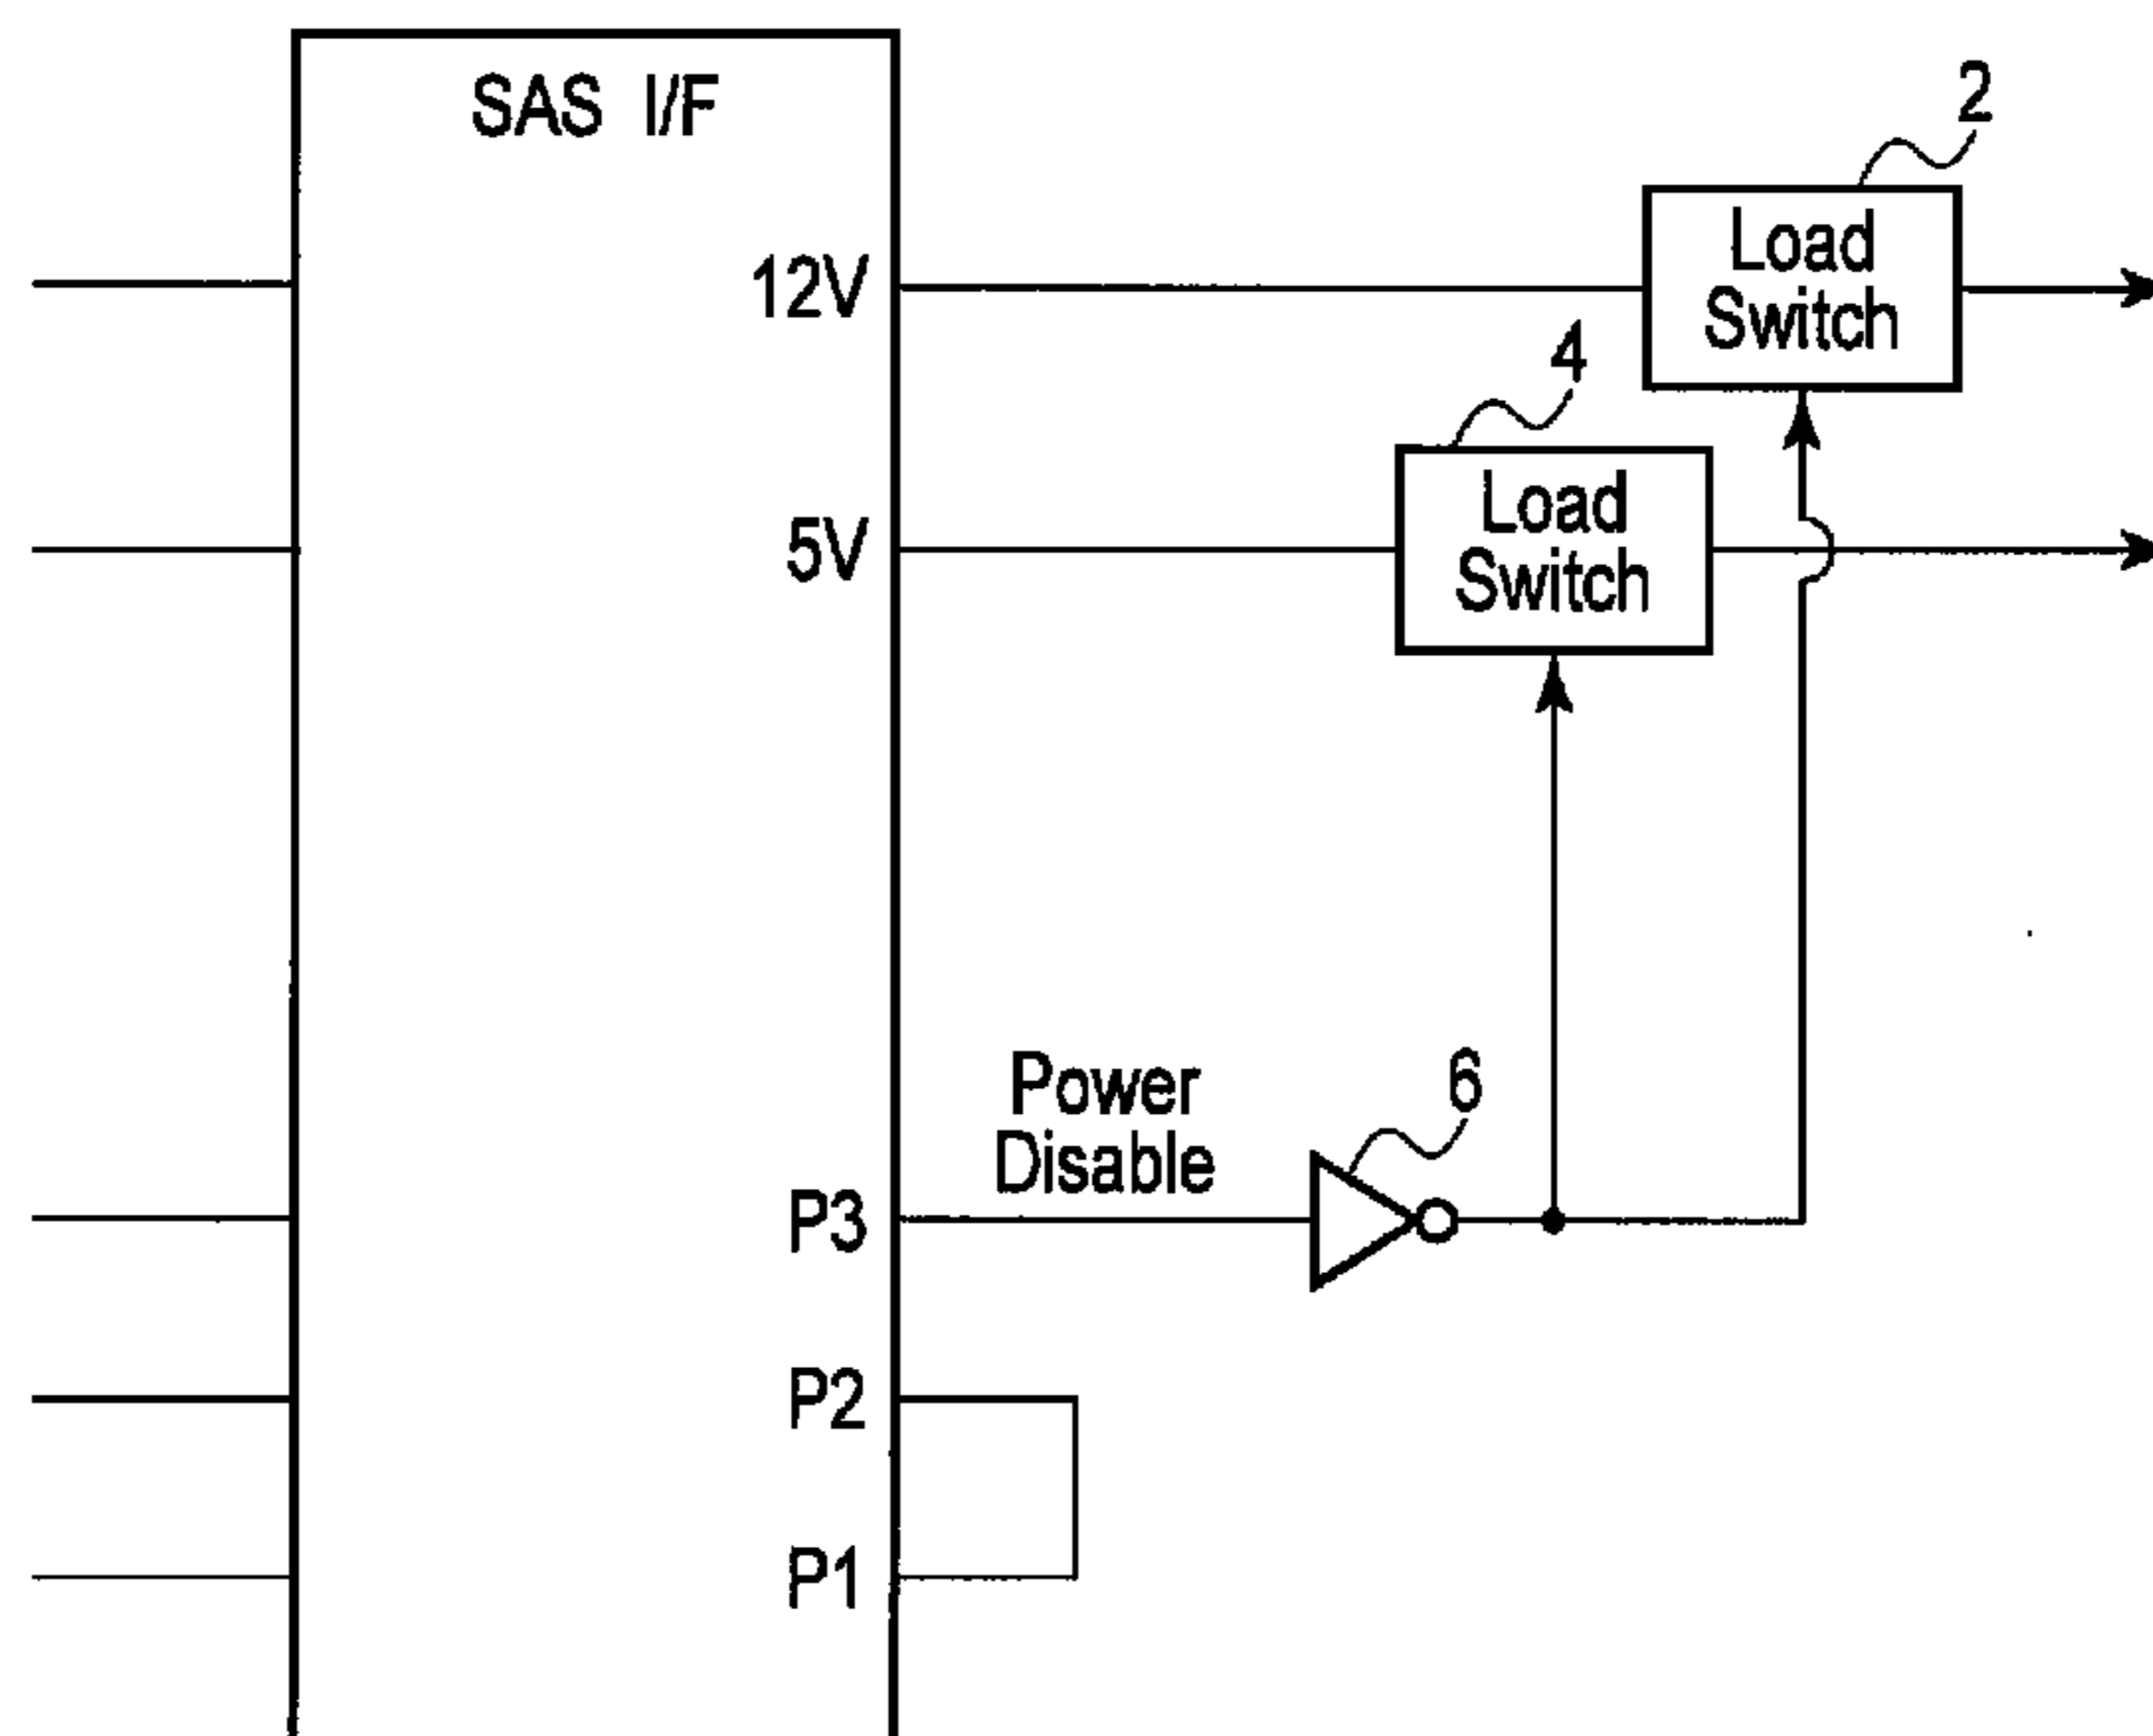 SAS I/F
2
12V
Load
Switch
4
5V
Load
Switch
Power
Disable
6
P3
P2
P1